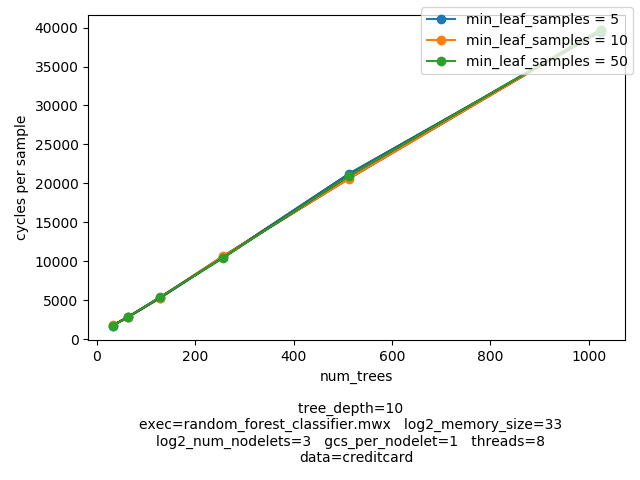 min_leaf_samples = 5
min_leaf_samples = 10
min_leaf_samples = 50
cycles per sample
40000
35000
30000
25000
20000
15000
10000
5000
0
0 200 400 600 800 1000
num_trees
tree_depth=10
exec=random_forest_classifier.mwx log2_memory_size=33
log2_num_nodelets=3 gcs_per_nodelet=1 threads=8
data=creditcard